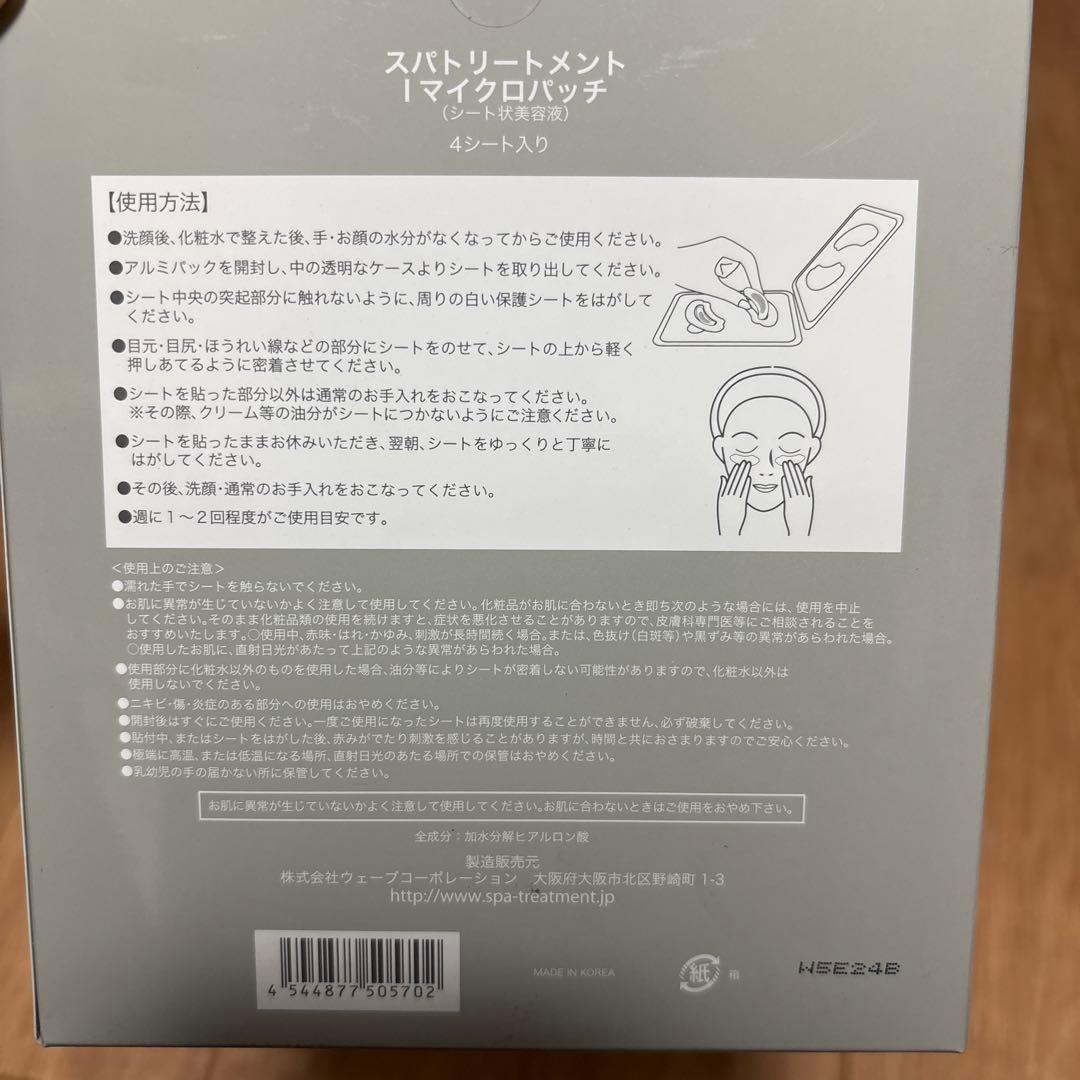 スパトリートメント
Iマイクロパッチ
（シート状美容液）
4シート入り
【使用方法】
●洗顔後、化粧水で整えた後、手・お顔の水分がなくなってからご使用ください。
●アルミパックを開封し、中の透明なケースよりシートを取り出してください。
●シート中央の突起部分に触れないように、周りの白い保護シートをはがして
ください。
●目元・目尻・ほうれい線などの部分にシートをのせて、シートの上から軽く
押しあてるように密着させてください。
●シートを貼った部分以外は通常のお手入れをおこなってください。
※その際、クリーム等の油分がシートにつかないようにご注意ください。
●シートを貼ったままお休みいただき、翌朝、シートをゆっくりと丁寧に
はがしてください。
●その後、洗顔・通常のお手入れをおこなってください。
●週に1～2回程度がご使用目安です。
＜使用上のご注意＞
●濡れた手でシートを触らないでください。
●お肌に異常が生じていないかよく注意して使用してください。化粧品がお肌に合わないとき即ち次のような場合には、使用を中止
してください。そのまま化粧品類の使用を続けますと、症状を悪化させることがありますので、皮膚科専門医等にご相談されることを
おすすめいたします。○使用中、赤味・はれ・かゆみ、刺激が長時間続く場合。または、色抜け(白斑等)や黒ずみ等の異常があらわれた場合。
○使用したお肌に、直射日光があたって上記のような異常があらわれた場合。
●使用部分に化粧水以外のものを使用した場合、油分等によりシートが密着しない可能性がありますので、化粧水以外は
使用しないでください。
●ニキビ・傷・炎症のある部分への使用はおやめください。
●開封後はすぐにご使用ください。一度ご使用になったシートは再度使用することができません、必ず破棄してください。
●貼付中、またはシートをはがした後、赤みがでたり刺激を感じることがありますが、時間と共におさまりますのでご安心ください。
●極端に高温、または低温になる場所、直射日光のあたる場所での保管はおやめください。
●乳幼児の手の届かない所に保管してください。
お肌に異常が生じていないかよく注意して使用してください。お肌に合わないときはご使用をおやめ下さい。
全成分：加水分解ヒアルロン酸
製造販売元
株式会社ウェーブコーポレーション　大阪府大阪市北区野崎町 1-3
http://www.spa-treatment.jp
4 544877 505702
MADE IN KOREA
紙 箱
W5E24B